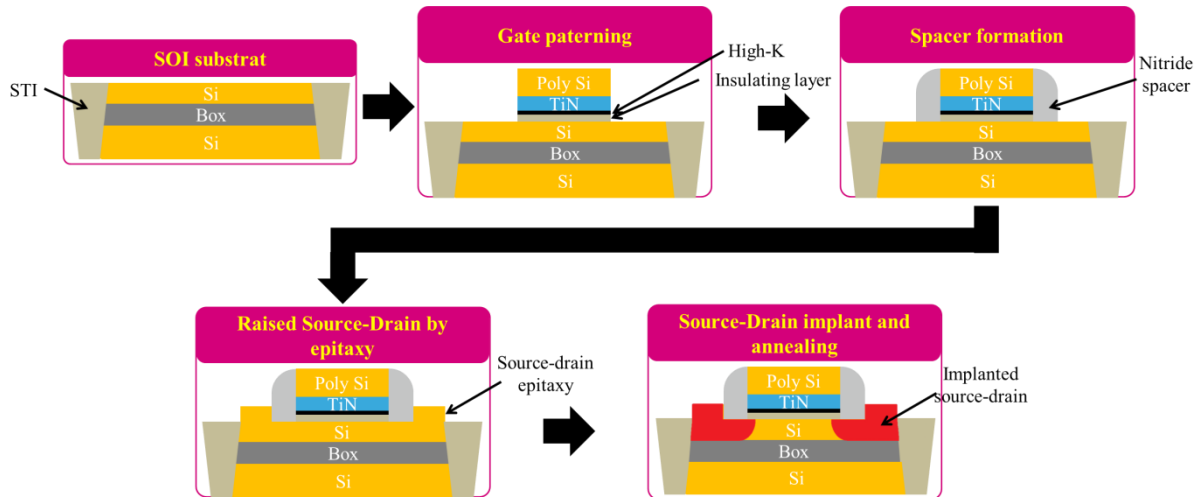 SOI substrat
STI
Si
Box
Si
Gate paterning
High-K
Insulating layer
Poly Si
TiN
Si
Box
Si
Spacer formation
Nitride
spacer
Poly Si
TiN
Si
Box
Si
Raised Source-Drain by
epitaxy
Source-drain
epitaxy
Poly Si
TiN
Si
Box
Si
Source-Drain implant and
annealing
Implanted
source-drain
Poly Si
TiN
Si
Box
Si